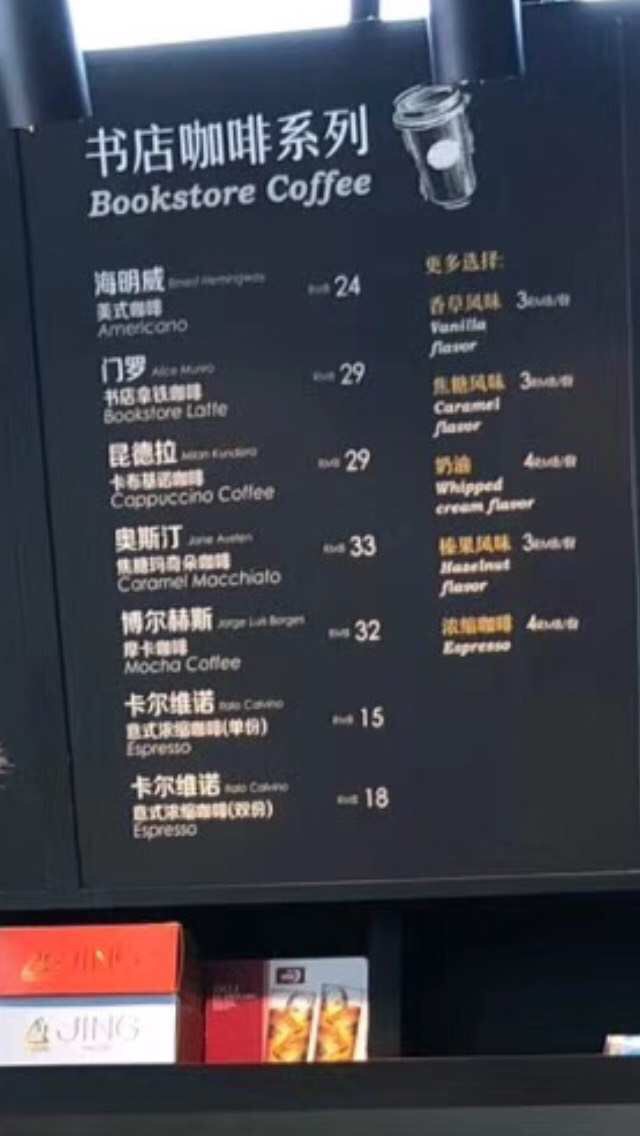 书店咖啡系列
Bookstore Coffee
海明威 Ernest Hemingway RMB 24
美式咖啡
Americano
门罗 Alice Munro RMB 29
书店拿铁咖啡
Bookstore Latte
昆德拉 Milan Kundera RMB 29
卡布基诺咖啡
Cappuccino Coffee
奥斯汀 Jane Austen RMB 33
焦糖玛奇朵咖啡
Caramel Macchiato
博尔赫斯 Jorge Luis Borges RMB 32
摩卡咖啡
Mocha Coffee
卡尔维诺 Italo Calvino RMB 15
意式浓缩咖啡(单份)
Espresso
卡尔维诺 Italo Calvino RMB 18
意式浓缩咖啡(双份)
Espresso
更多选择:
香草风味 3RMB/份
Vanilla
flavor
焦糖风味 3RMB/份
Caramel
flavor
奶油 4RMB/份
Whipped
cream flavor
榛果风味 3RMB/份
Hazelnut
flavor
浓缩咖啡 4RMB/份
Espresso
JING
JING